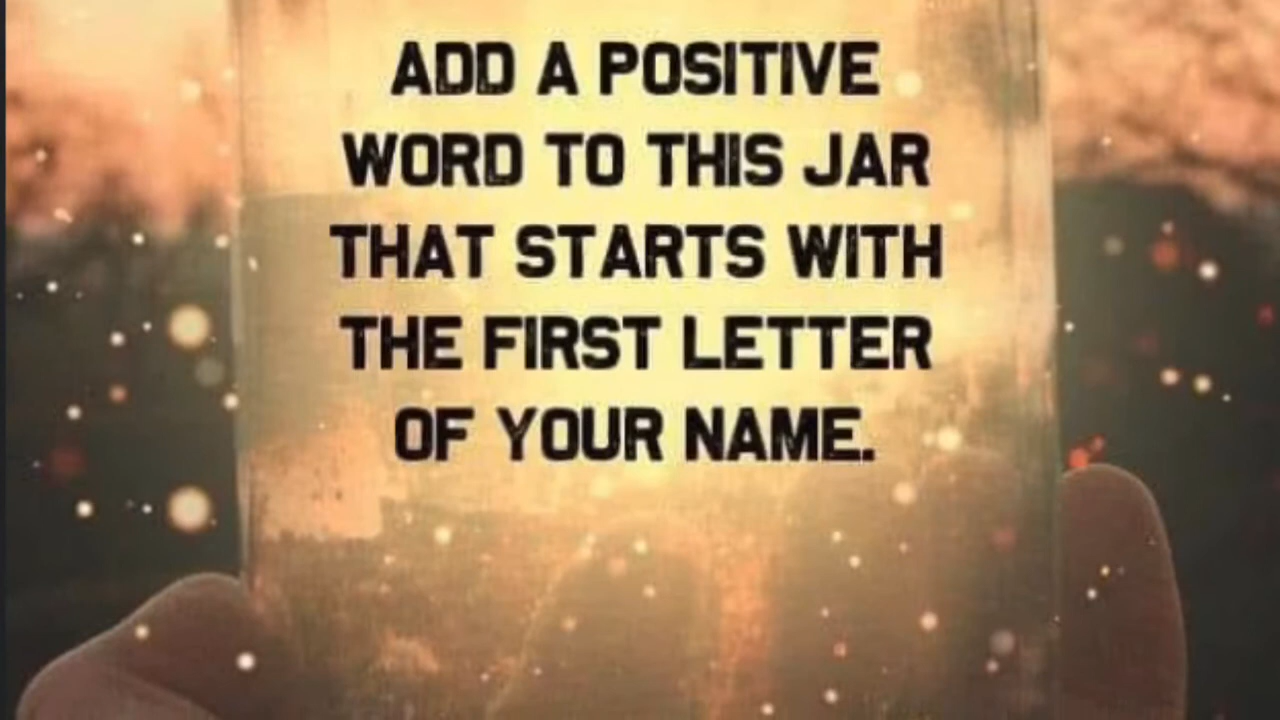 ADD A POSITIVE
WORD TO THIS JAR
THAT STARTS WITH
THE FIRST LETTER
OF YOUR NAME.